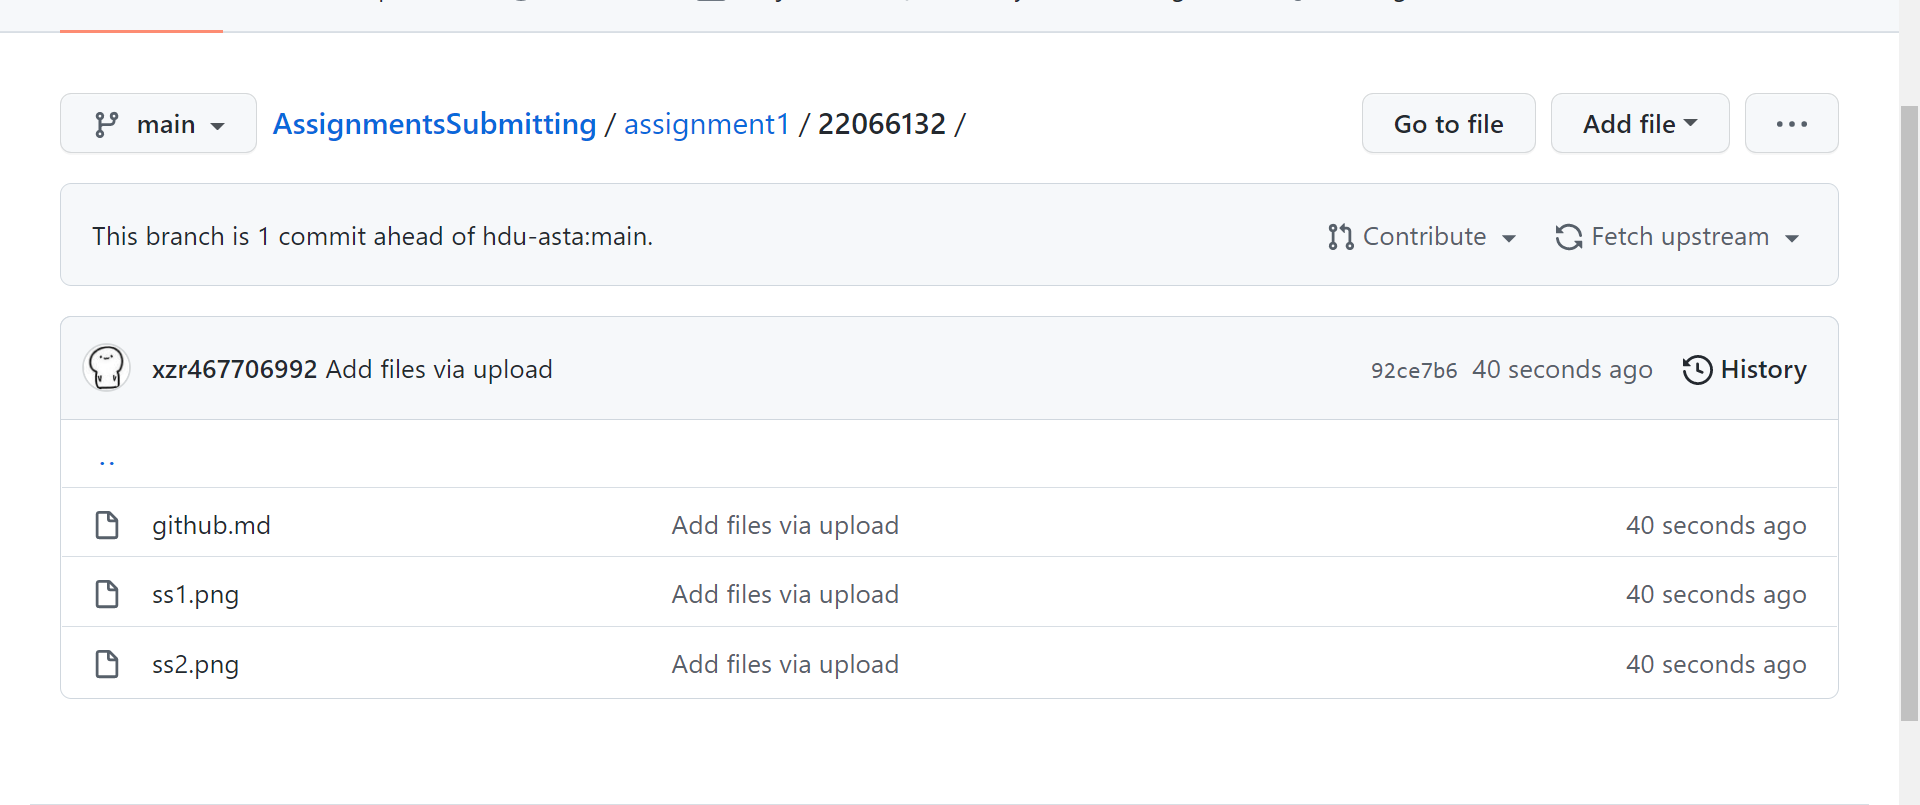 main
AssignmentsSubmitting / assignment1 / 22066132 /
Go to file
Add file
This branch is 1 commit ahead of hdu-asta:main.
Contribute
Fetch upstream
xzr467706992 Add files via upload
92ce7b6 40 seconds ago
History
..
github.md Add files via upload 40 seconds ago
ss1.png Add files via upload 40 seconds ago
ss2.png Add files via upload 40 seconds ago